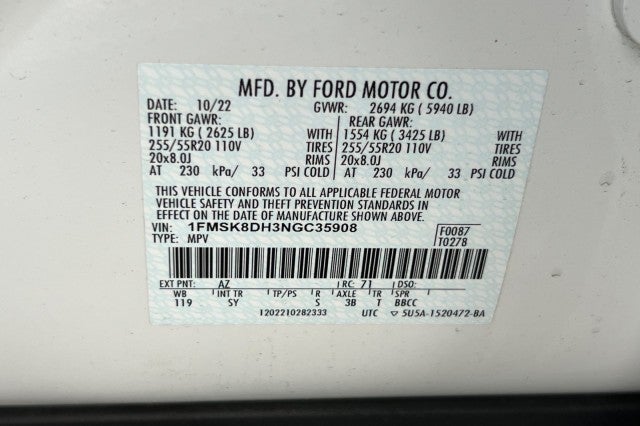 MFD. BY FORD MOTOR CO.
DATE: 10/22 GVWR: 2694 KG ( 5940 LB)
FRONT GAWR: REAR GAWR:
1191 KG ( 2625 LB) WITH 1554 KG ( 3425 LB) WITH
255/55R20 110V TIRES 255/55R20 110V TIRES
20x8.0J RIMS 20x8.0J RIMS
AT 230 kPa/ 33 PSI COLD AT 230 kPa/ 33 PSI COLD
THIS VEHICLE CONFORMS TO ALL APPLICABLE FEDERAL MOTOR
VEHICLE SAFETY AND THEFT PREVENTION STANDARDS IN
EFFECT ON THE DATE OF MANUFACTURE SHOWN ABOVE.
VIN: 1FMSK8DH3NGC35908 F0087
TYPE: MPV T0278
EXT PNT: AZ RC: 71 DSO:
WB INT TR TP/PS R AXLE TR SPR
119 SY S 3B T BBCC
1202210282333 UTC 5U5A-1520472-BA